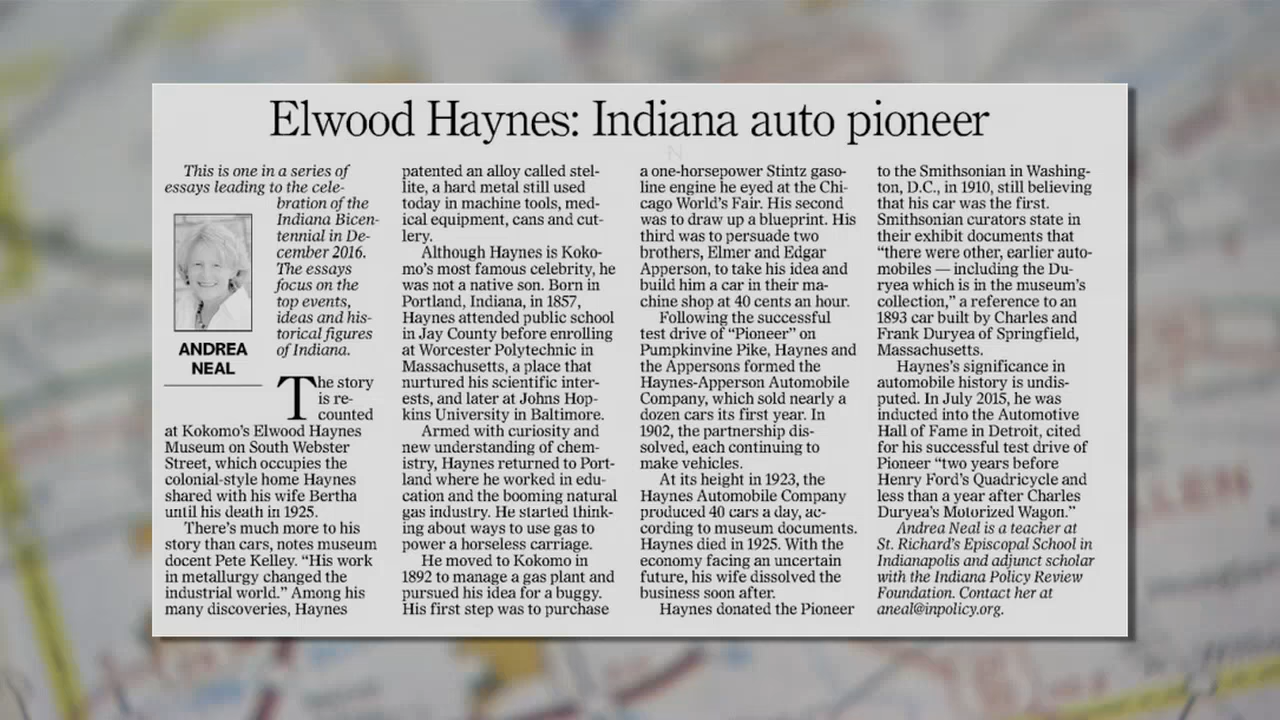 Elwood Haynes: Indiana auto pioneer
This is one in a series of
essays leading to the cele-
bration of the
Indiana Bicen-
tennial in De-
cember 2016.
The essays
focus on the
top events,
ideas and his-
torical figures
of Indiana.
ANDREA
NEAL
The story
is re-
counted
at Kokomo's Elwood Haynes
Museum on South Webster
Street, which occupies the
colonial-style home Haynes
shared with his wife Bertha
until his death in 1925.
There's much more to his
story than cars, notes museum
docent Pete Kelley. “His work
in metallurgy changed the
industrial world.” Among his
many discoveries, Haynes
patented an alloy called stel-
lite, a hard metal still used
today in machine tools, med-
ical equipment, cans and cut-
lery.
Although Haynes is Koko-
mo's most famous celebrity, he
was not a native son. Born in
Portland, Indiana, in 1857,
Haynes attended public school
in Jay County before enrolling
at Worcester Polytechnic in
Massachusetts, a place that
nurtured his scientific inter-
ests, and later at Johns Hop-
kins University in Baltimore.
Armed with curiosity and
new understanding of chem-
istry, Haynes returned to Port-
land where he worked in edu-
cation and the booming natural
gas industry. He started think-
ing about ways to use gas to
power a horseless carriage.
He moved to Kokomo in
1892 to manage a gas plant and
pursued his idea for a buggy.
His first step was to purchase
a one-horsepower Stintz gaso-
line engine he eyed at the Chi-
cago World's Fair. His second
was to draw up a blueprint. His
third was to persuade two
brothers, Elmer and Edgar
Apperson, to take his idea and
build him a car in their ma-
chine shop at 40 cents an hour.
Following the successful
test drive of “Pioneer” on
Pumpkinvine Pike, Haynes and
the Appersons formed the
Haynes-Apperson Automobile
Company, which sold nearly a
dozen cars its first year. In
1902, the partnership dis-
solved, each continuing to
make vehicles.
At its height in 1923, the
Haynes Automobile Company
produced 40 cars a day, ac-
cording to museum documents.
Haynes died in 1925. With the
economy facing an uncertain
future, his wife dissolved the
business soon after.
Haynes donated the Pioneer
to the Smithsonian in Washing-
ton, D.C., in 1910, still believing
that his car was the first.
Smithsonian curators state in
their exhibit documents that
“there were other, earlier auto-
mobiles — including the Du-
ryea which is in the museum's
collection,” a reference to an
1893 car built by Charles and
Frank Duryea of Springfield,
Massachusetts.
Haynes's significance in
automobile history is undis-
puted. In July 2015, he was
inducted into the Automotive
Hall of Fame in Detroit, cited
for his successful test drive of
Pioneer “two years before
Henry Ford's Quadricycle and
less than a year after Charles
Duryea's Motorized Wagon.”
Andrea Neal is a teacher at
St. Richard's Episcopal School in
Indianapolis and adjunct scholar
with the Indiana Policy Review
Foundation. Contact her at
aneal@inpolicy.org.